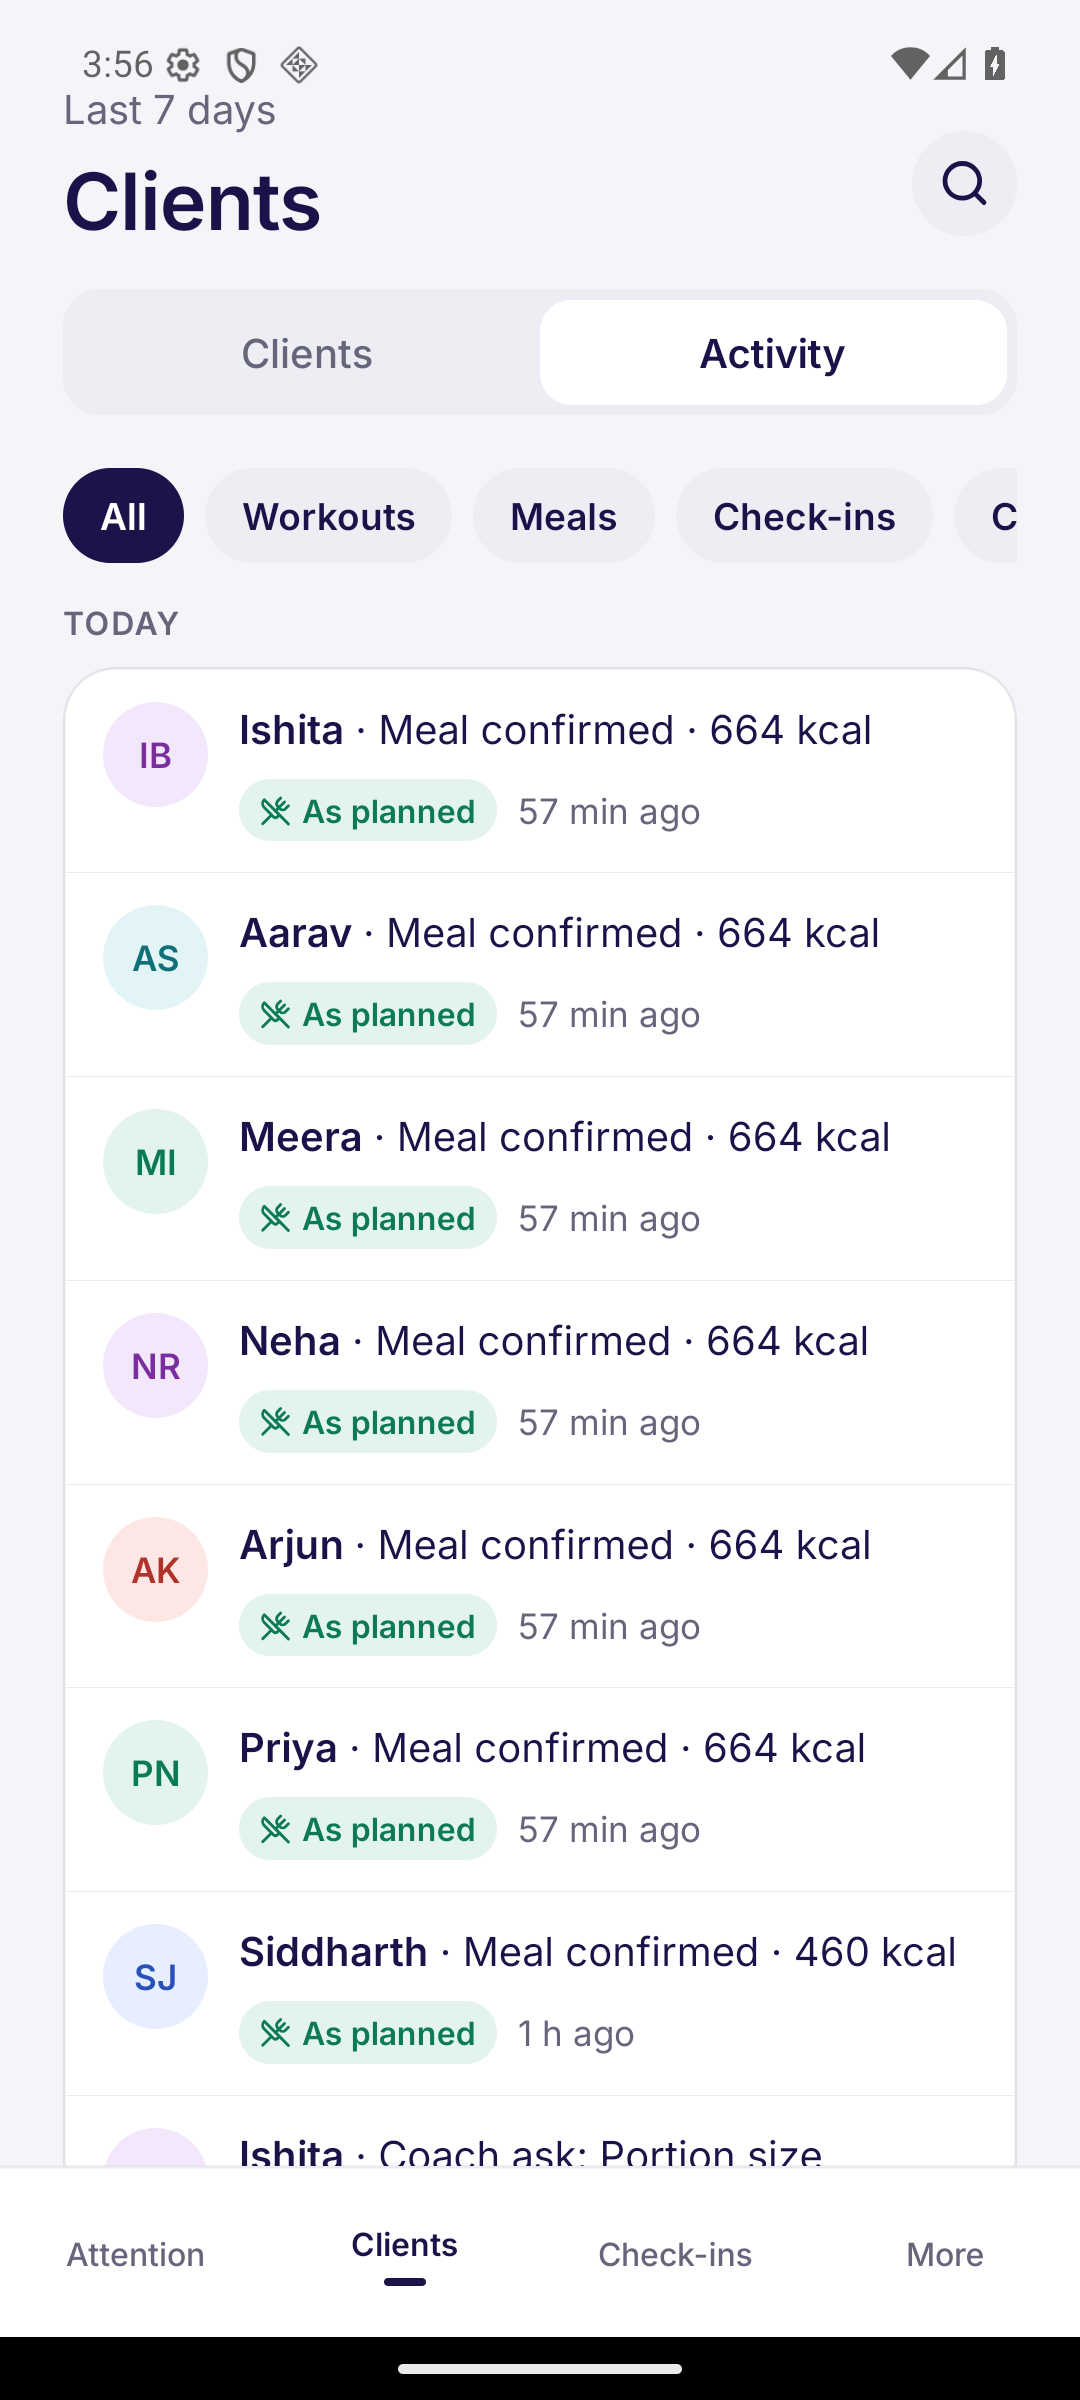 3:56
Last 7 days
Clients
Clients
Activity
All
Workouts
Meals
Check-ins
C
TODAY
IB
Ishita · Meal confirmed · 664 kcal
As planned
57 min ago
AS
Aarav · Meal confirmed · 664 kcal
As planned
57 min ago
MI
Meera · Meal confirmed · 664 kcal
As planned
57 min ago
NR
Neha · Meal confirmed · 664 kcal
As planned
57 min ago
AK
Arjun · Meal confirmed · 664 kcal
As planned
57 min ago
PN
Priya · Meal confirmed · 664 kcal
As planned
57 min ago
SJ
Siddharth · Meal confirmed · 460 kcal
As planned
1 h ago
Ishita · Coach ask: Portion size
Attention
Clients
Check-ins
More